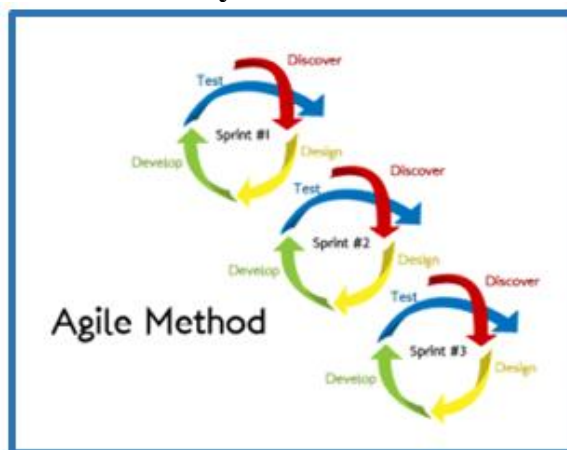 Discover
Test
Sprint #1
Develop
Design
Discover
Test
Sprint #2
Develop
Design
Discover
Test
Sprint #3
Develop
Design
Agile Method